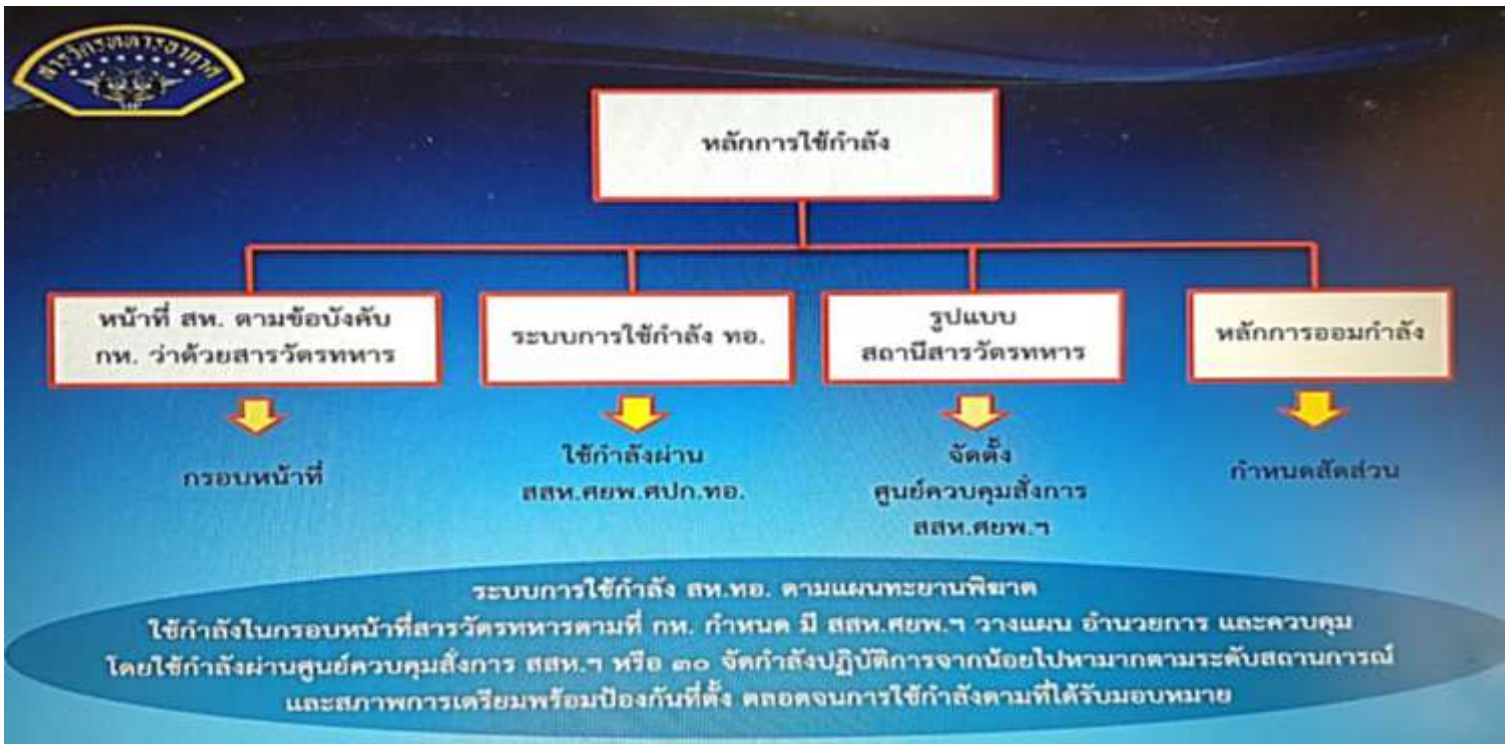 สารวัตรทหารอากาศ
หลักการใช้กำลัง
หน้าที่ สห. ตามข้อบังคับ
กห. ว่าด้วยสารวัตรทหาร
ระบบการใช้กำลัง ทอ.
รูปแบบ
สถานีสารวัตรทหาร
หลักการออมกำลัง
กรอบหน้าที่
ใช้กำลังผ่าน
สสห.ศยพ.ศปก.ทอ.
จัดตั้ง
ศูนย์ควบคุมสั่งการ
สสห.ศยพ.ฯ
กำหนดสัดส่วน
ระบบการใช้กำลัง สห.ทอ. ตามแผนทะยานพิฆาต
ใช้กำลังในกรอบหน้าที่สารวัตรทหารตามที่ กห. กำหนด มี สสห.ศยพ.ฯ วางแผน อำนวยการ และควบคุม
โดยใช้กำลังผ่านศูนย์ควบคุมสั่งการ สสห.ฯ หรือ ๓๐ จัดกำลังปฏิบัติการจากน้อยไปหามากตามระดับสถานการณ์
และสภาพการเตรียมพร้อมป้องกันที่ตั้ง ตลอดจนการใช้กำลังตามที่ได้รับมอบหมาย